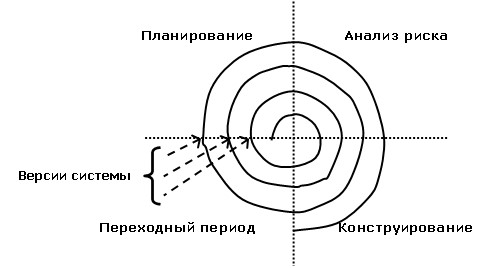 Планирование
Анализ риска
Версии системы
Переходный период
Конструирование